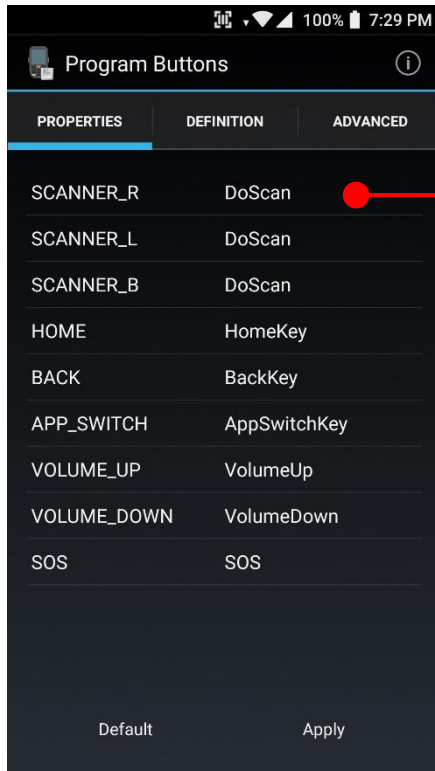 100% 7:29 PM
Program Buttons
PROPERTIES DEFINITION ADVANCED
SCANNER_R DoScan
SCANNER_L DoScan
SCANNER_B DoScan
HOME HomeKey
BACK BackKey
APP_SWITCH AppSwitchKey
VOLUME_UP VolumeUp
VOLUME_DOWN VolumeDown
SOS SOS
Default Apply